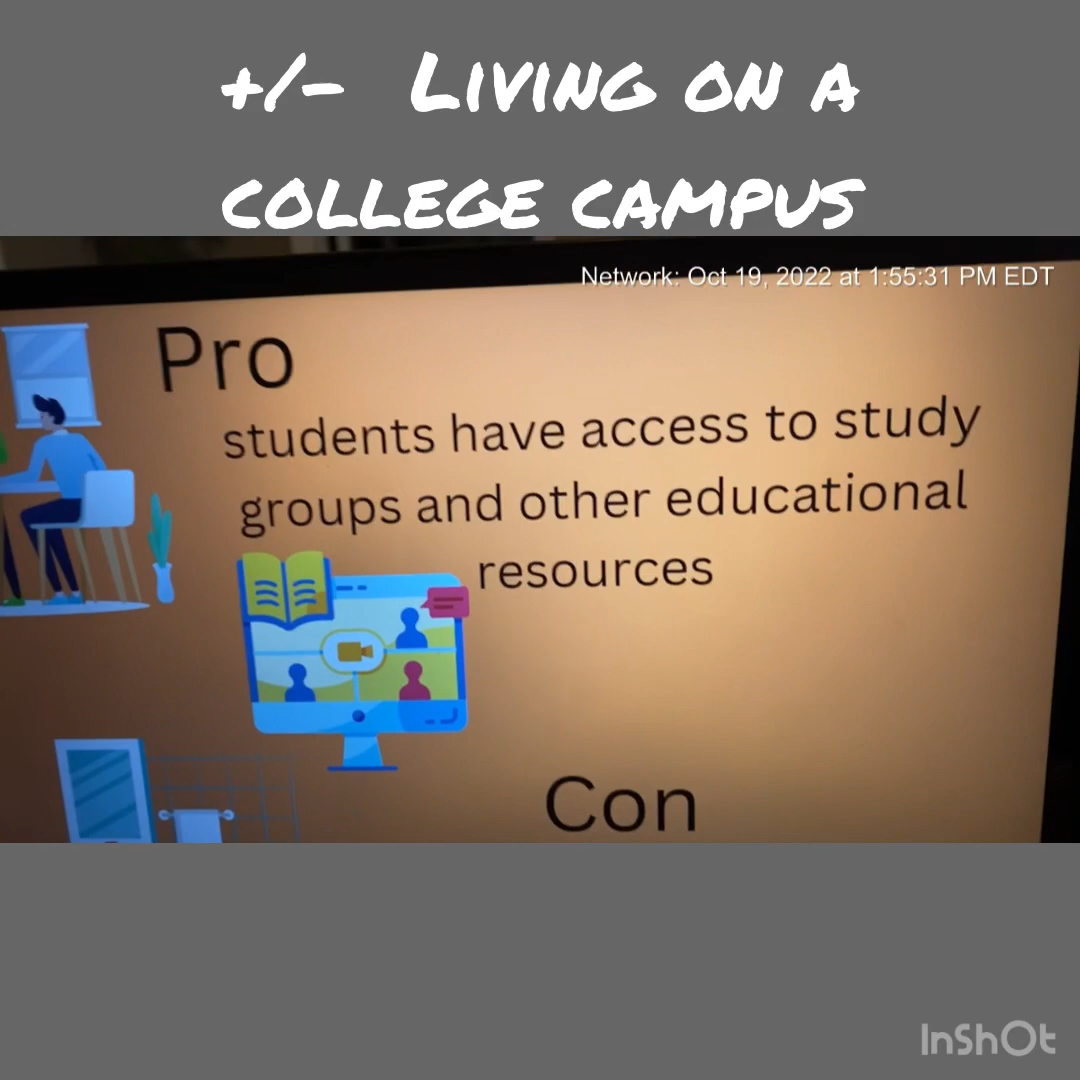 +/- Living on a
college campus
Network: Oct 19, 2022 at 1:55:31 PM EDT
Pro
students have access to study
groups and other educational
resources
Con
InShOt